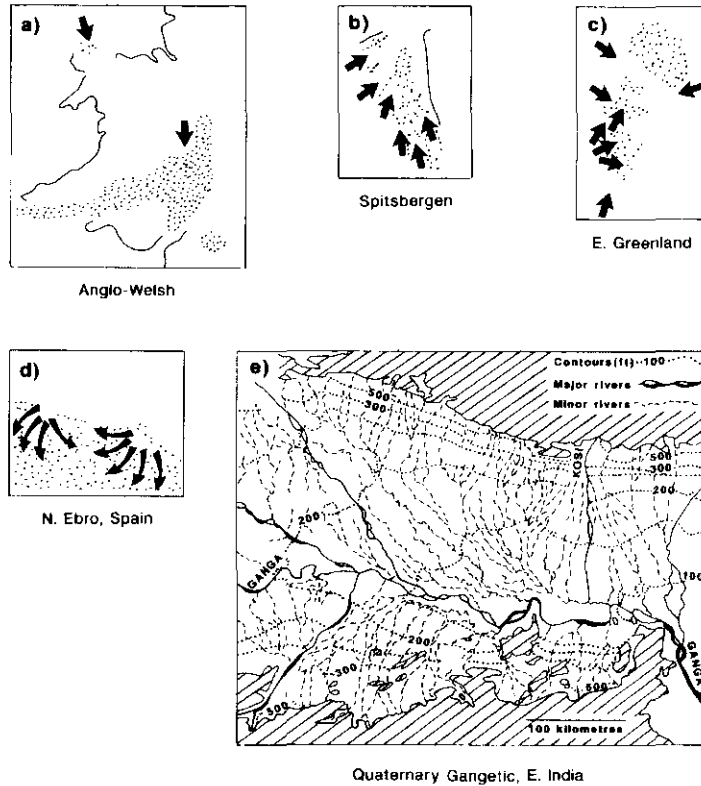 a)
b)
c)
Spitsbergen
E. Greenland
Anglo-Welsh
d)
N. Ebro, Spain
e)
Contours(ft) 100
Major rivers
Minor rivers
500
300
KOSI
500
300
200
200
100
GANGA
200
300
500
500
GANGA
100 kilometres
Quaternary Gangetic, E. India